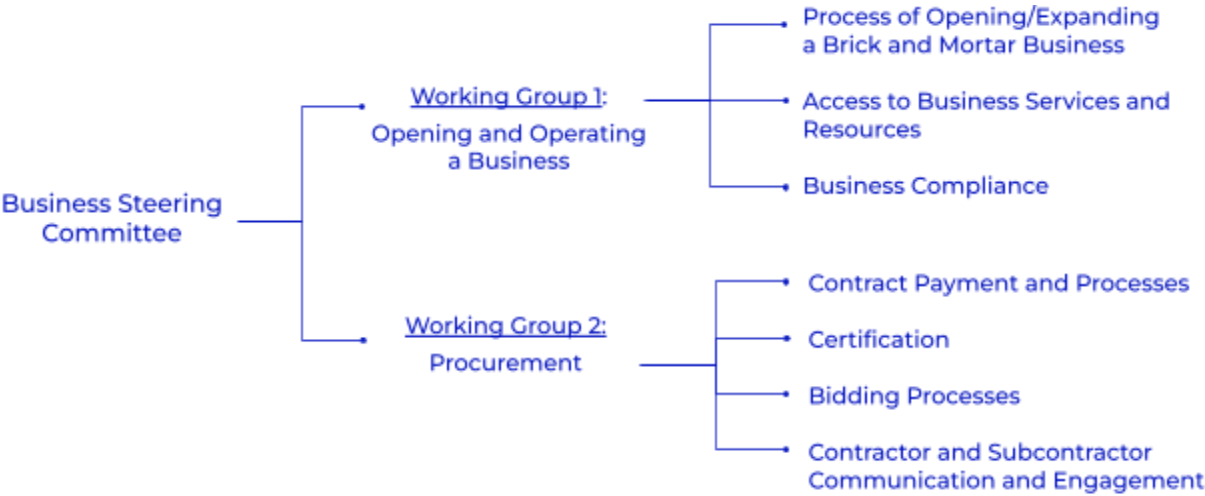 Business Steering
Committee
Working Group 1:
Opening and Operating
a Business
Process of Opening/Expanding
a Brick and Mortar Business
Access to Business Services and
Resources
Business Compliance
Working Group 2:
Procurement
Contract Payment and Processes
Certification
Bidding Processes
Contractor and Subcontractor
Communication and Engagement